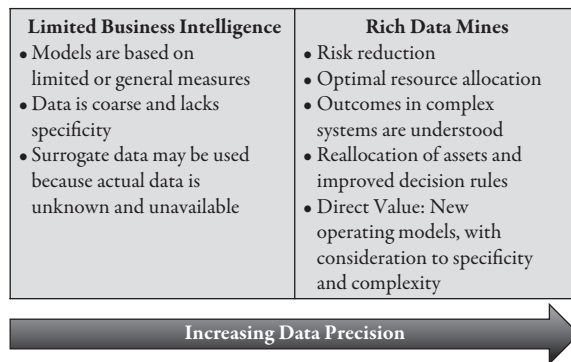 Limited Business Intelligence
• Models are based on
limited or general measures
• Data is coarse and lacks
specificity
• Surrogate data may be used
because actual data is
unknown and unavailable
Rich Data Mines
• Risk reduction
• Optimal resource allocation
• Outcomes in complex
systems are understood
• Reallocation of assets and
improved decision rules
• Direct Value: New
operating models, with
consideration to specificity
and complexity
Increasing Data Precision